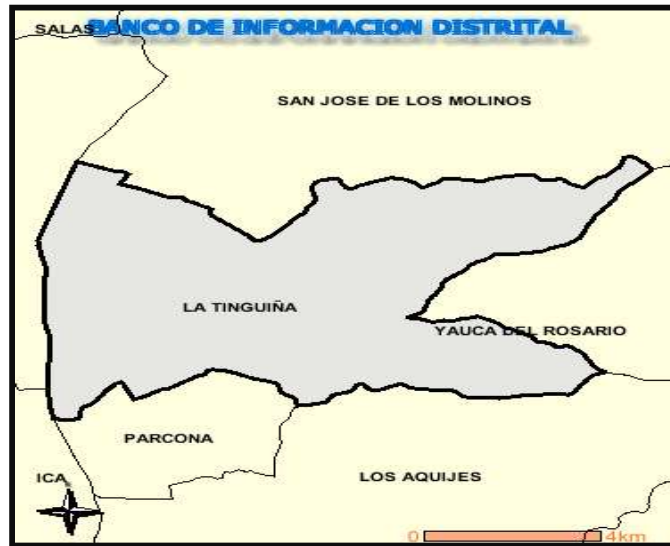 BANCO DE INFORMACION DISTRITAL
SALAS
SAN JOSE DE LOS MOLINOS
LA TINGUIÑA
YAUCA DEL ROSARIO
PARCONA
ICA
LOS AQUIJES
0 4km